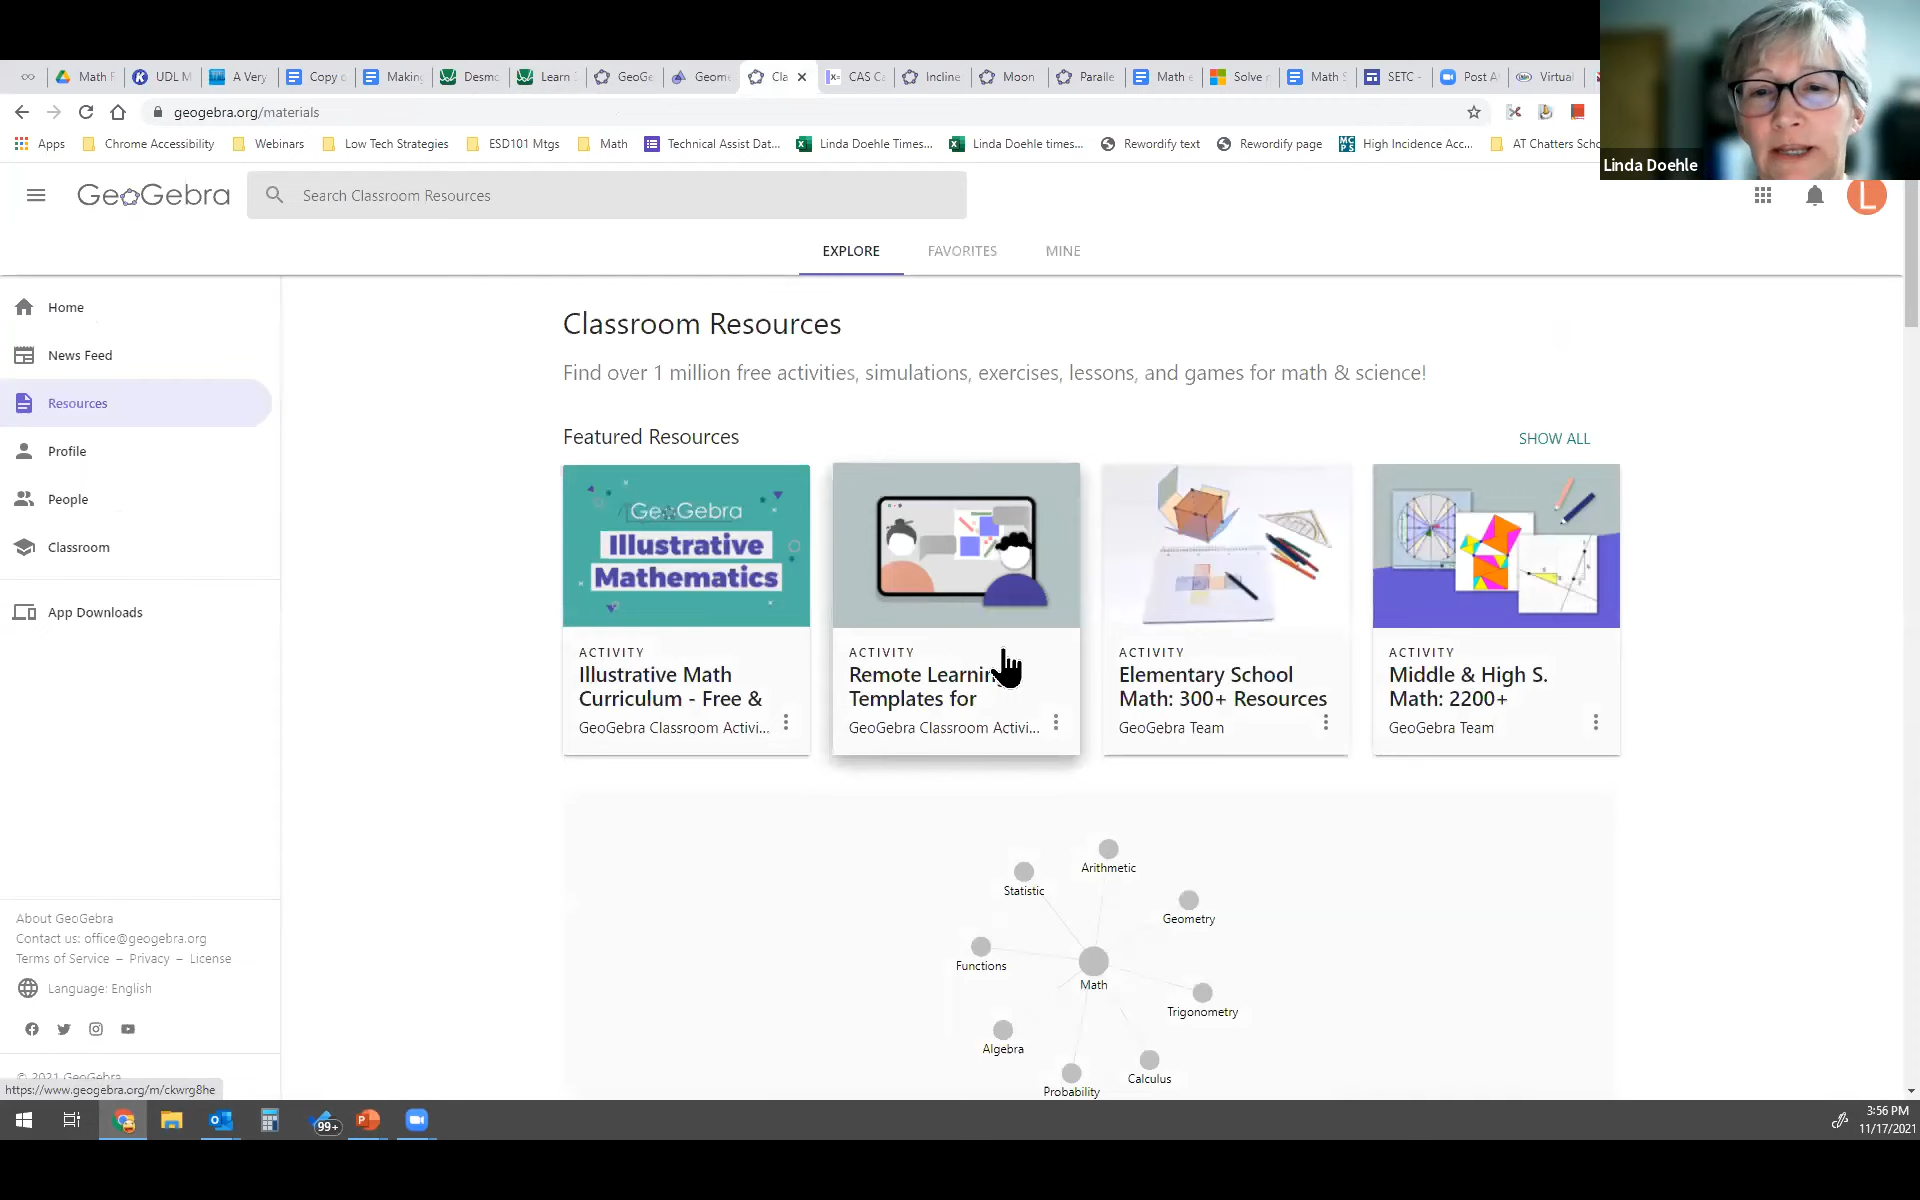 Math F
UDL M
A Very
Copy o
Making
Desmo
Learn
GeoGe
Geome
Cla
CAS Ca
Incline
Moon
Paralle
Math e
Solve
Math S
SETC -
Post A
Virtual
geogebra.org/materials
Apps
Chrome Accessibility
Webinars
Low Tech Strategies
ESD101 Mtgs
Math
Technical Assist Dat...
Linda Doehle Times...
Linda Doehle times...
Rewordify text
Rewordify page
High Incidence Acc...
AT Chatters Scho
Linda Doehle
GeoGebra
Search Classroom Resources
L
EXPLORE
FAVORITES
MINE
Home
News Feed
Resources
Profile
People
Classroom
App Downloads
Classroom Resources
Find over 1 million free activities, simulations, exercises, lessons, and games for math & science!
Featured Resources
SHOW ALL
GeoGebra
Illustrative
Mathematics
ACTIVITY
Illustrative Math
Curriculum - Free &
GeoGebra Classroom Activi...
ACTIVITY
Remote Learnin
Templates for
GeoGebra Classroom Activi...
ACTIVITY
Elementary School
Math: 300+ Resources
GeoGebra Team
ACTIVITY
Middle & High S.
Math: 2200+
GeoGebra Team
Arithmetic
Statistic
Geometry
Functions
Math
Trigonometry
Algebra
Calculus
Probability
About GeoGebra
Contact us: office@geogebra.org
Terms of Service – Privacy – License
Language: English
© 2021 GeoGebra
https://www.geogebra.org/m/ckwrg8he
99+
3:56 PM
11/17/2021